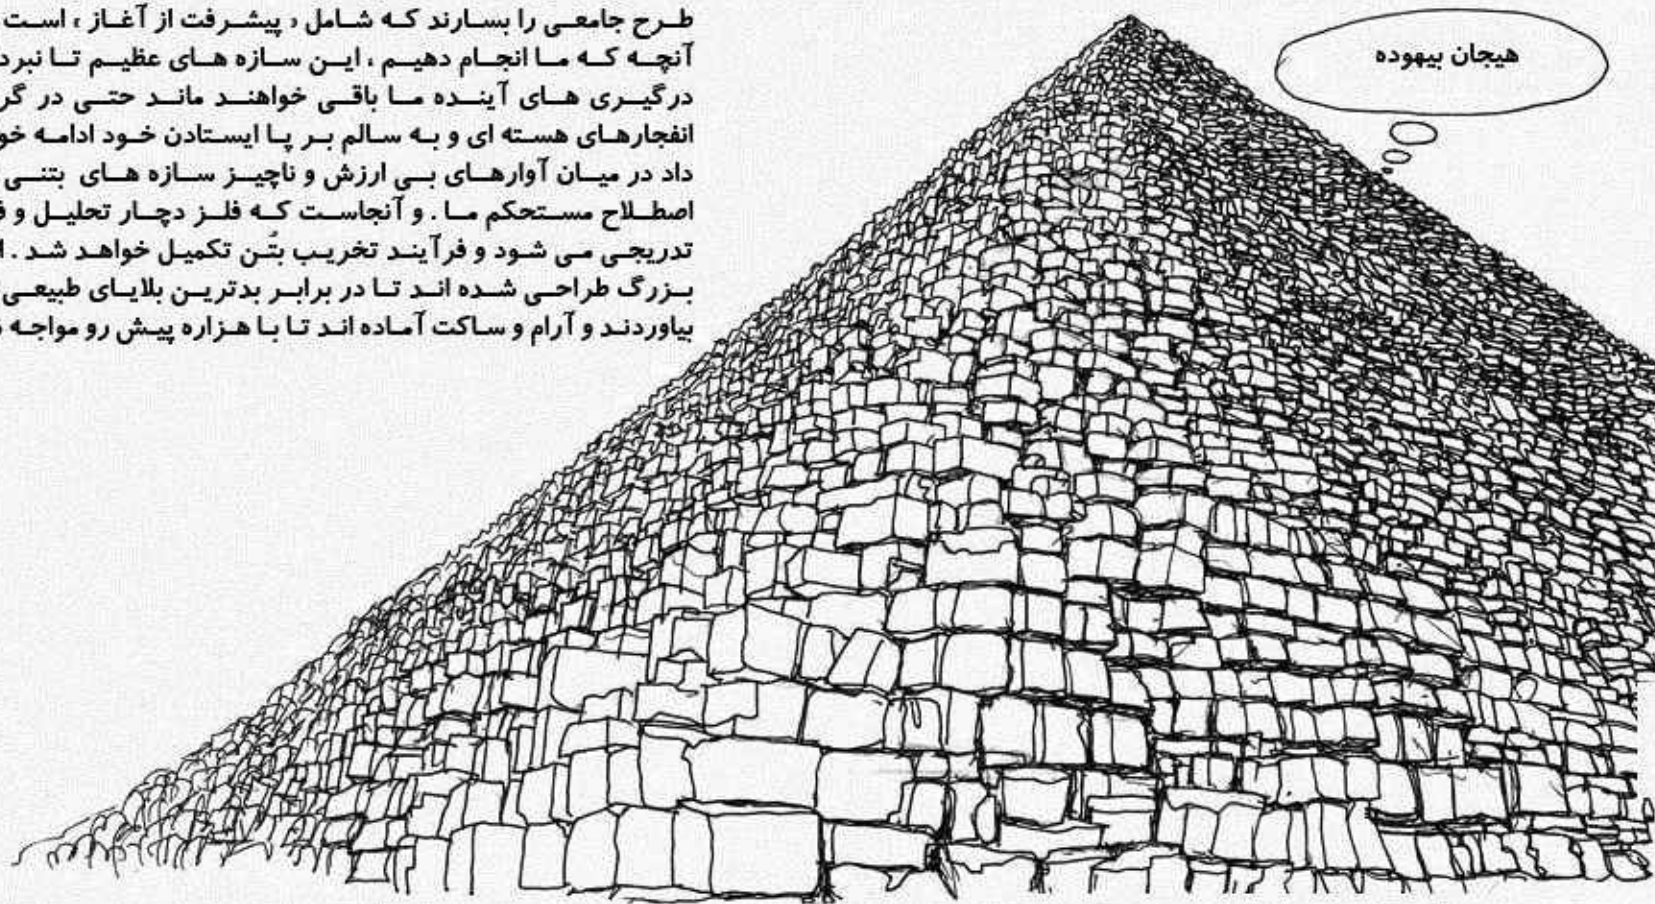 طرح جامعی را بسازند که شامل « پیشرفت از آغاز » است
آنچه که ما انجام دهیم ، این سازه های عظیم تا نبرد
درگیری های آینده ما باقی خواهند ماند حتی در
انفجارهای هسته ای و به سالم بر پا ایستادن خود ادامه
داد در میان آوارهای بی ارزش و ناچیز سازه های بتنی
اصطلاح مستحکم ما . و آنجاست که فلز دچار تحلیل و
تدریجی می شود و فرآیند تخریب بتُن تکمیل خواهد شد .
بزرگ طراحی شده اند تا در برابر بدترین بلایای طبیعی
بیاوردند و آرام و ساکت آماده اند تا با هزاره پیش رو مواجه
هیجان بیهوده